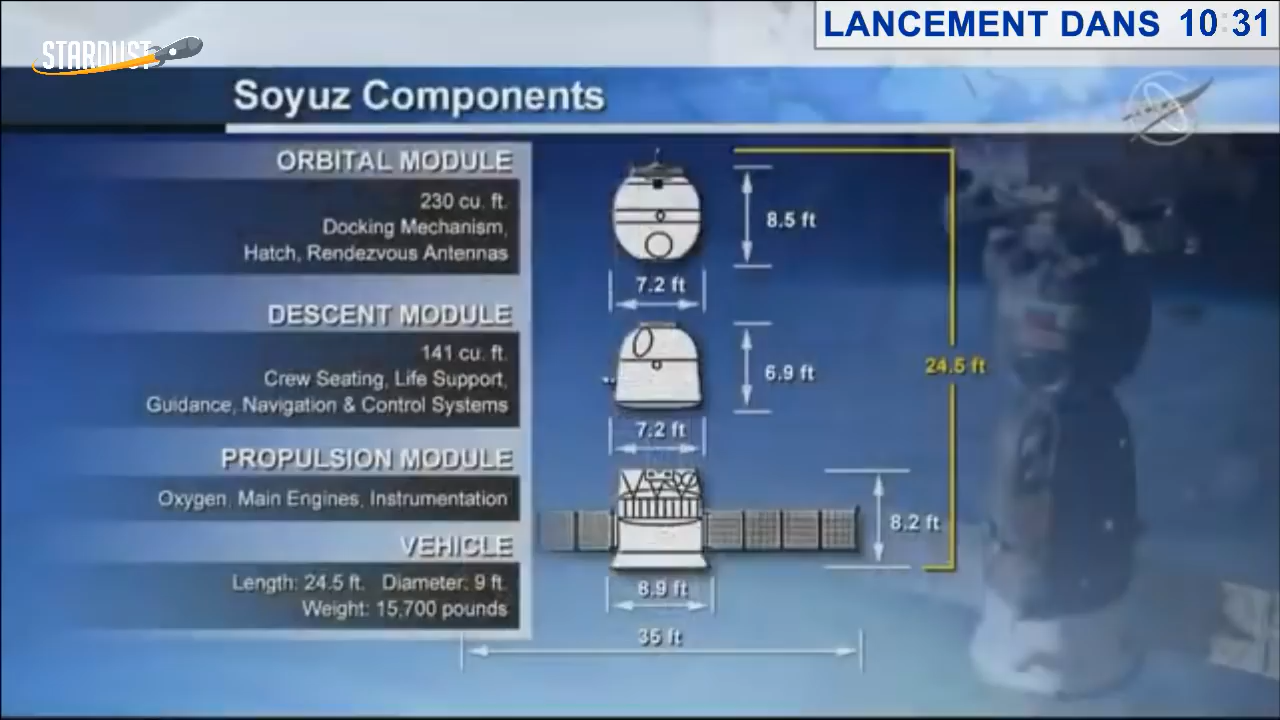 LANCEMENT DANS 10:31
STARDUST
Soyuz Components
NASA
ORBITAL MODULE
230 cu. ft.
Docking Mechanism,
Hatch, Rendezvous Antennas
8.5 ft
7.2 ft
DESCENT MODULE
141 cu. ft.
Crew Seating, Life Support,
Guidance, Navigation & Control Systems
6.9 ft
7.2 ft
24.5 ft
PROPULSION MODULE
Oxygen, Main Engines, Instrumentation
8.2 ft
8.9 ft
VEHICLE
Length: 24.5 ft. Diameter: 9 ft.
Weight: 15,700 pounds
35 ft